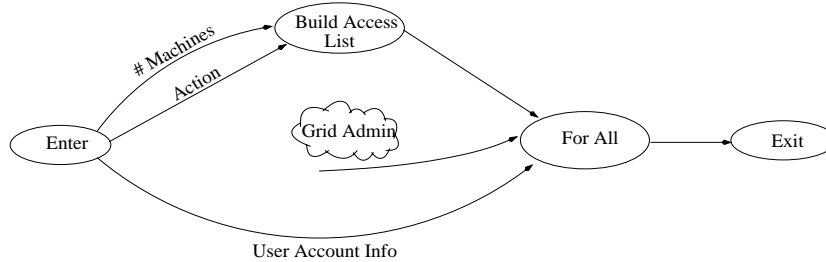 Build Access
List
# Machines
Action
Grid Admin
Enter
For All
Exit
User Account Info